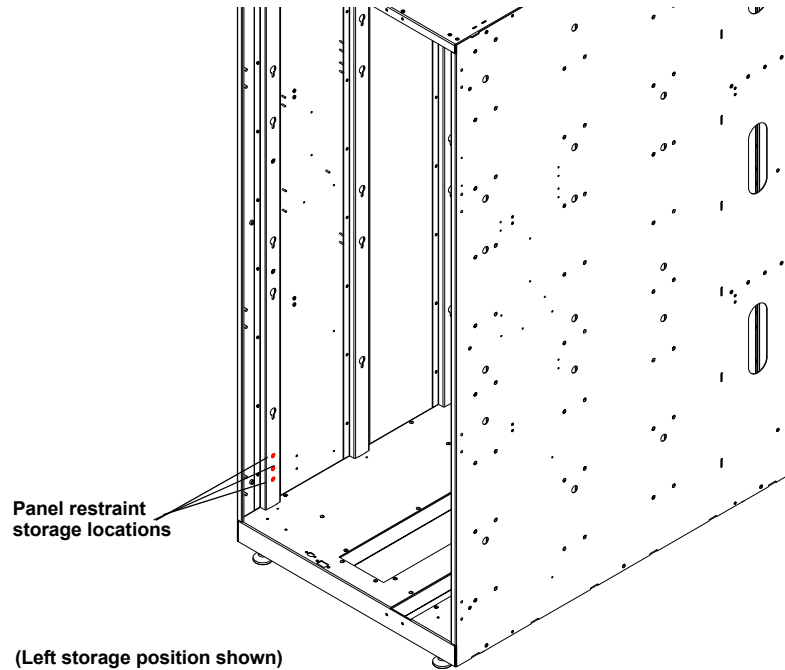 Panel restraint
storage locations
(Left storage position shown)